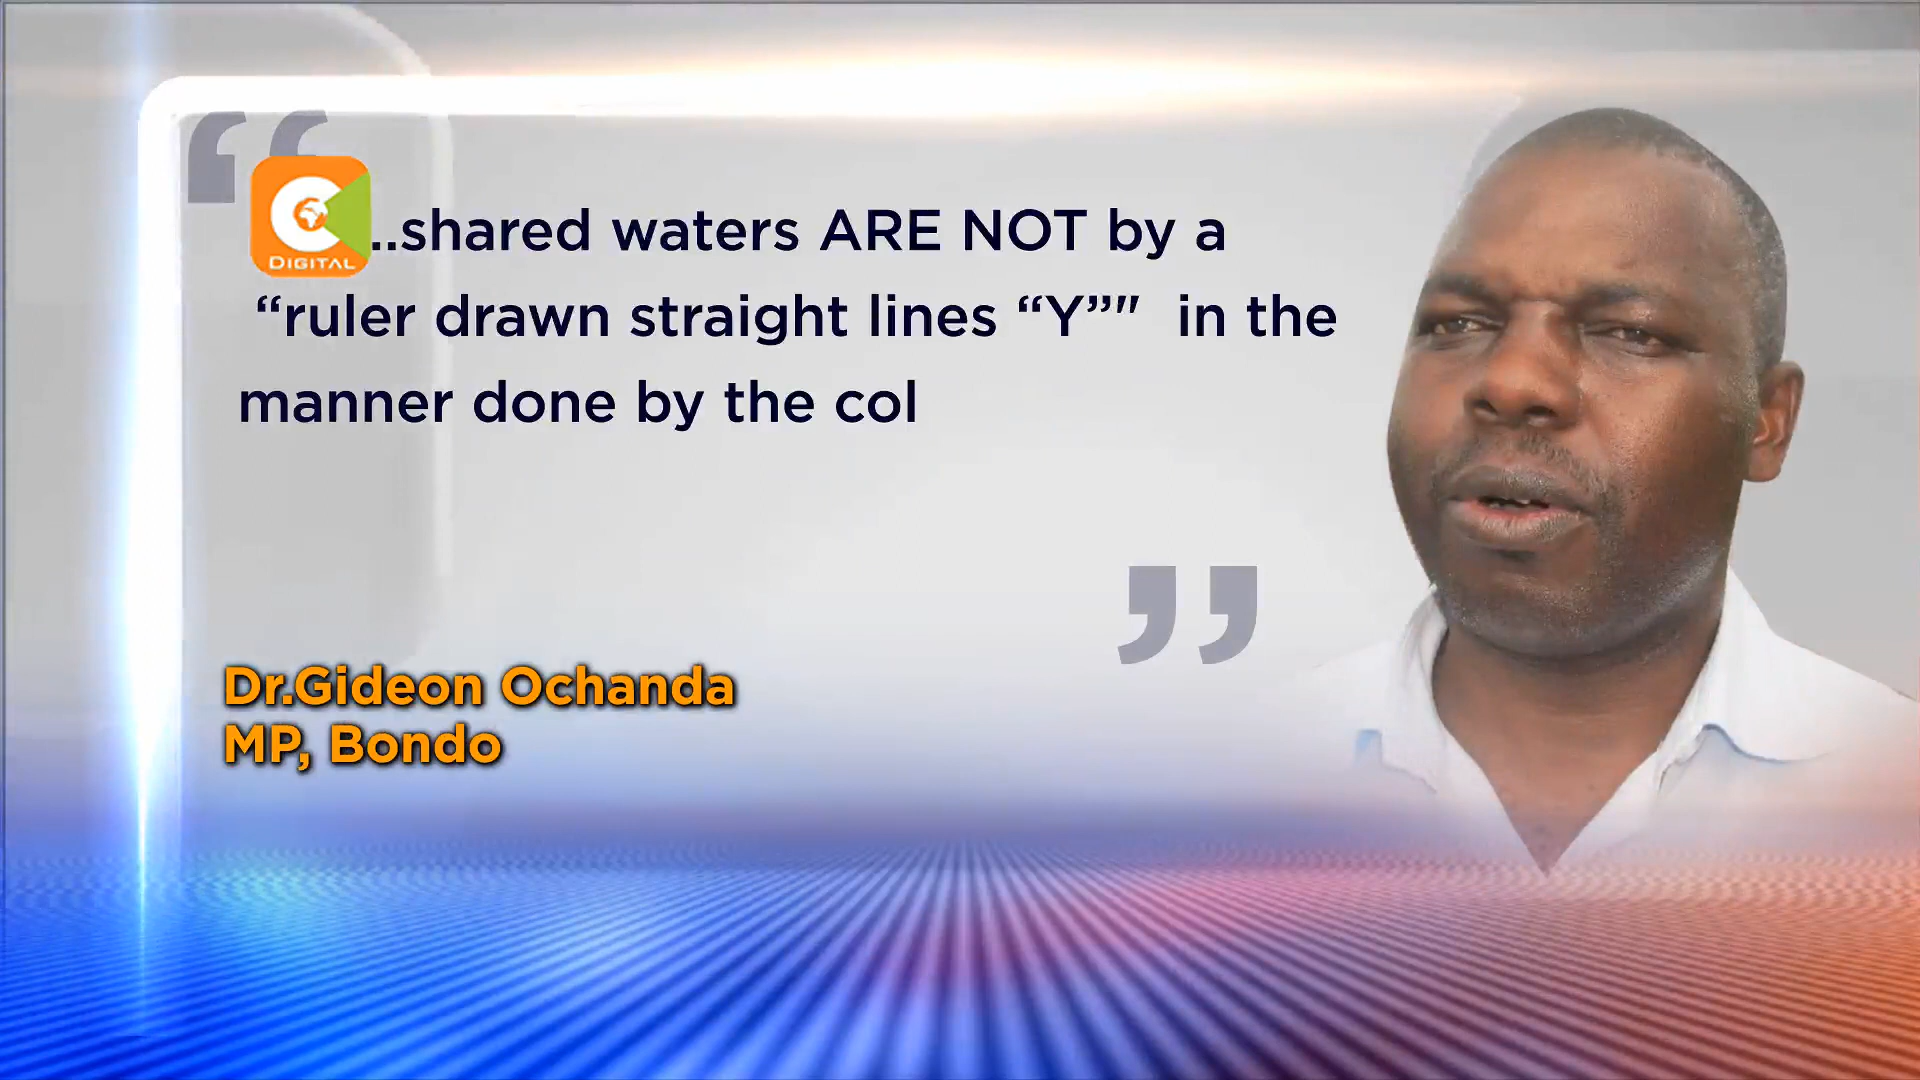 ..shared waters ARE NOT by a
“ruler drawn straight lines “Y”" in the
manner done by the col
DIGITAL
Dr.Gideon Ochanda
MP, Bondo